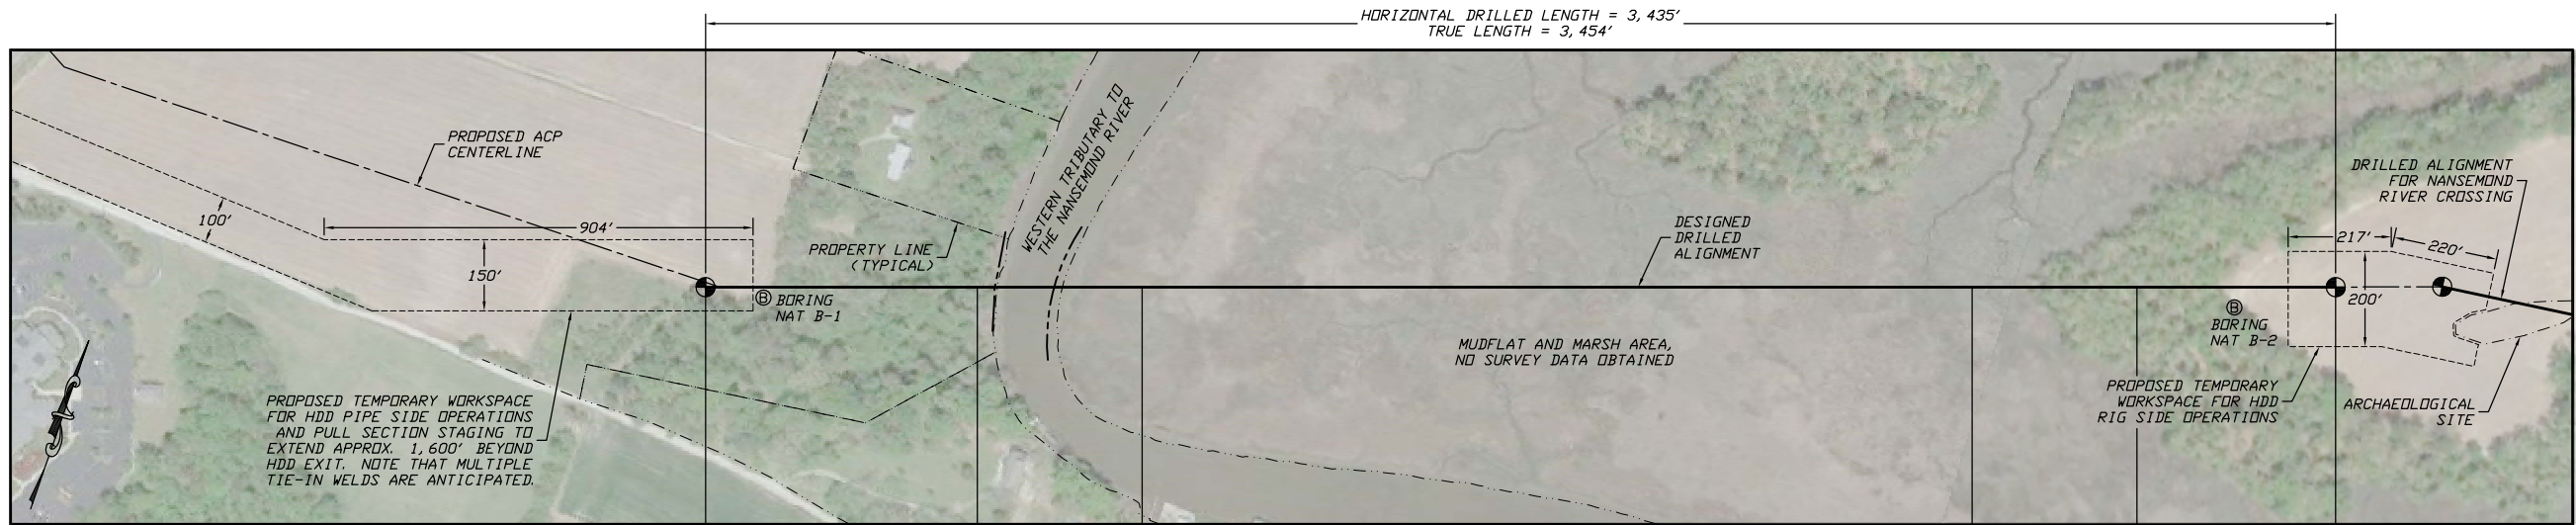 HORIZONTAL DRILLED LENGTH = 3,435'
TRUE LENGTH = 3,454'
PROPOSED ACP
CENTERLINE
100'
904'
150'
PROPERTY LINE
(TYPICAL)
WESTERN TRIBUTARY TO
THE NANSEMOND RIVER
B BORING
NAT B-1
DESIGNED
DRILLED
ALIGNMENT
MUDFLAT AND MARSH AREA,
NO SURVEY DATA OBTAINED
DRILLED ALIGNMENT
FOR NANSEMOND
RIVER CROSSING
217'
220'
200'
B
BORING
NAT B-2
PROPOSED TEMPORARY
WORKSPACE FOR HDD
RIG SIDE OPERATIONS
ARCHAEOLOGICAL
SITE
PROPOSED TEMPORARY WORKSPACE
FOR HDD PIPE SIDE OPERATIONS
AND PULL SECTION STAGING TO
EXTEND APPROX. 1,600' BEYOND
HDD EXIT. NOTE THAT MULTIPLE
TIE-IN WELDS ARE ANTICIPATED.